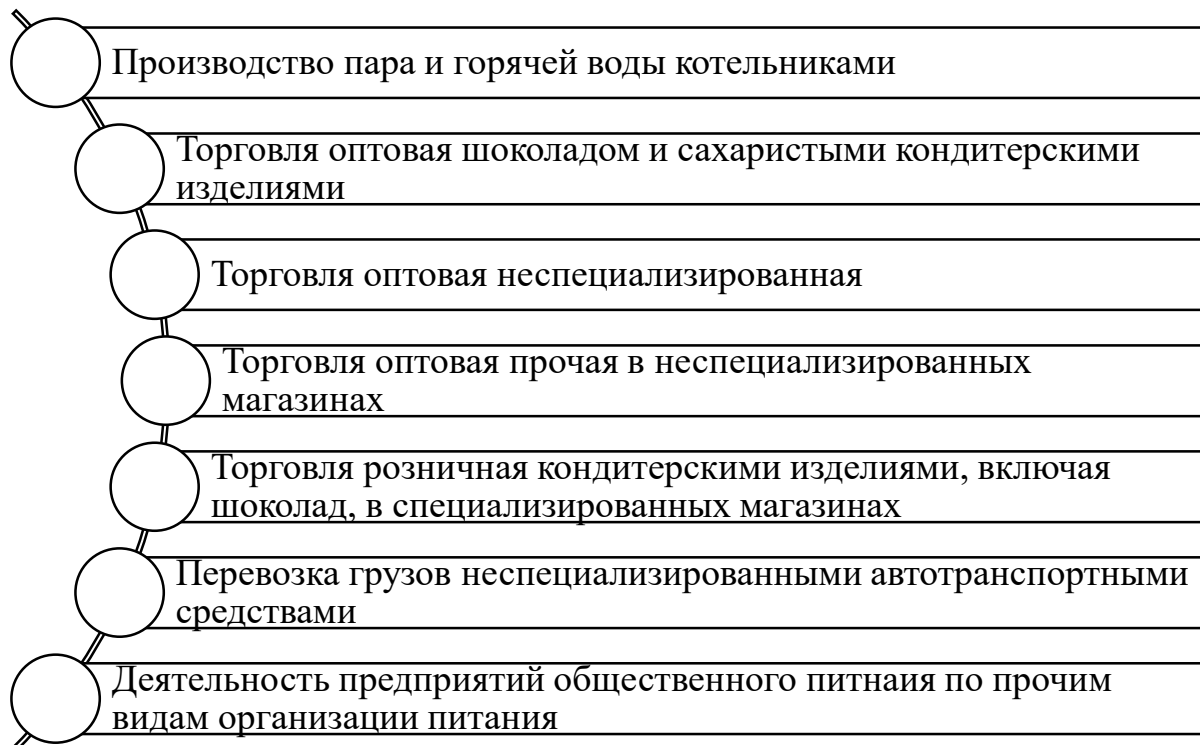 Производство пара и горячей воды котельниками
Торговля оптовая шоколадом и сахаристыми кондитерскими
изделиями
Торговля оптовая неспециализированная
Торговля оптовая прочая в неспециализированных
магазинах
Торговля розничная кондитерскими изделиями, включая
шоколад, в специализированных магазинах
Перевозка грузов неспециализированными автотранспортными
средствами
Деятельность предприятий общественного питнаия по прочим
видам организации питания